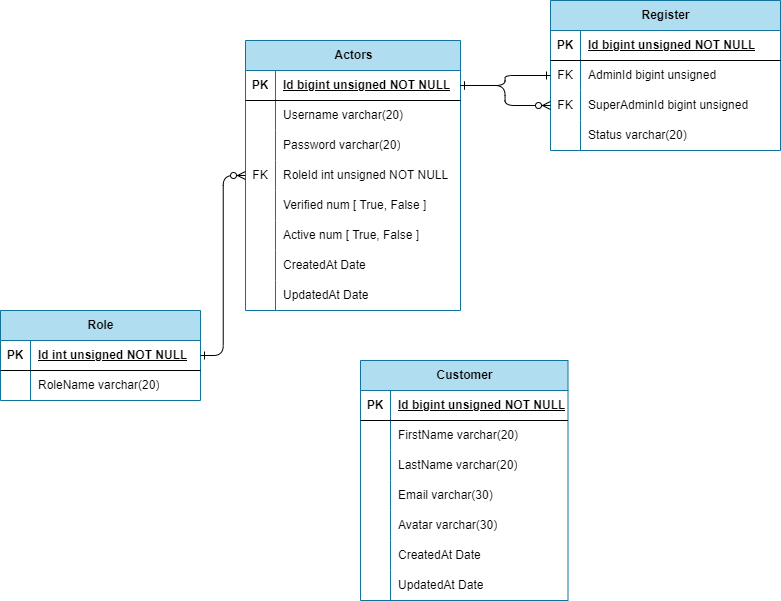 Register
PK Id bigint unsigned NOT NULL
FK AdminId bigint unsigned
FK SuperAdminId bigint unsigned
Status varchar(20)
Actors
PK Id bigint unsigned NOT NULL
Username varchar(20)
Password varchar(20)
FK RoleId int unsigned NOT NULL
Verified num [ True, False ]
Active num [ True, False ]
CreatedAt Date
UpdatedAt Date
Role
PK Id int unsigned NOT NULL
RoleName varchar(20)
Customer
PK Id bigint unsigned NOT NULL
FirstName varchar(20)
LastName varchar(20)
Email varchar(30)
Avatar varchar(30)
CreatedAt Date
UpdatedAt Date